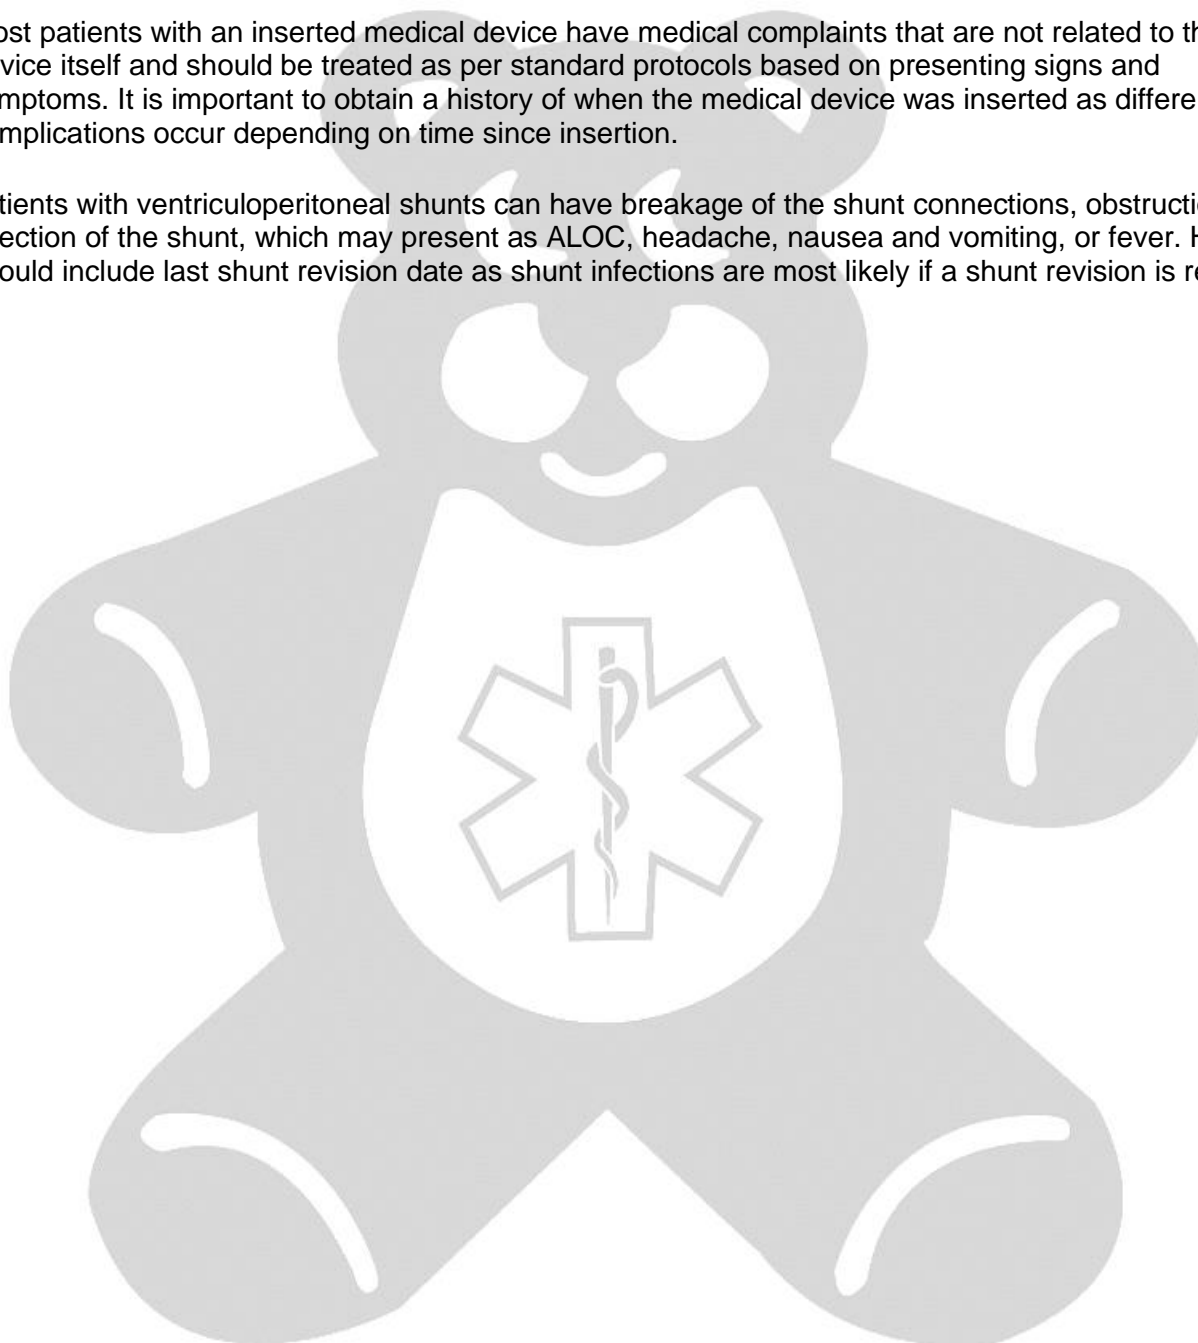 ost patients with an inserted medical device have medical complaints that are not related to th
vice itself and should be treated as per standard protocols based on presenting signs and
mptoms. It is important to obtain a history of when the medical device was inserted as differe
mplications occur depending on time since insertion.
tients with ventriculoperitoneal shunts can have breakage of the shunt connections, obstructi
ection of the shunt, which may present as ALOC, headache, nausea and vomiting, or fever. H
ould include last shunt revision date as shunt infections are most likely if a shunt revision is re